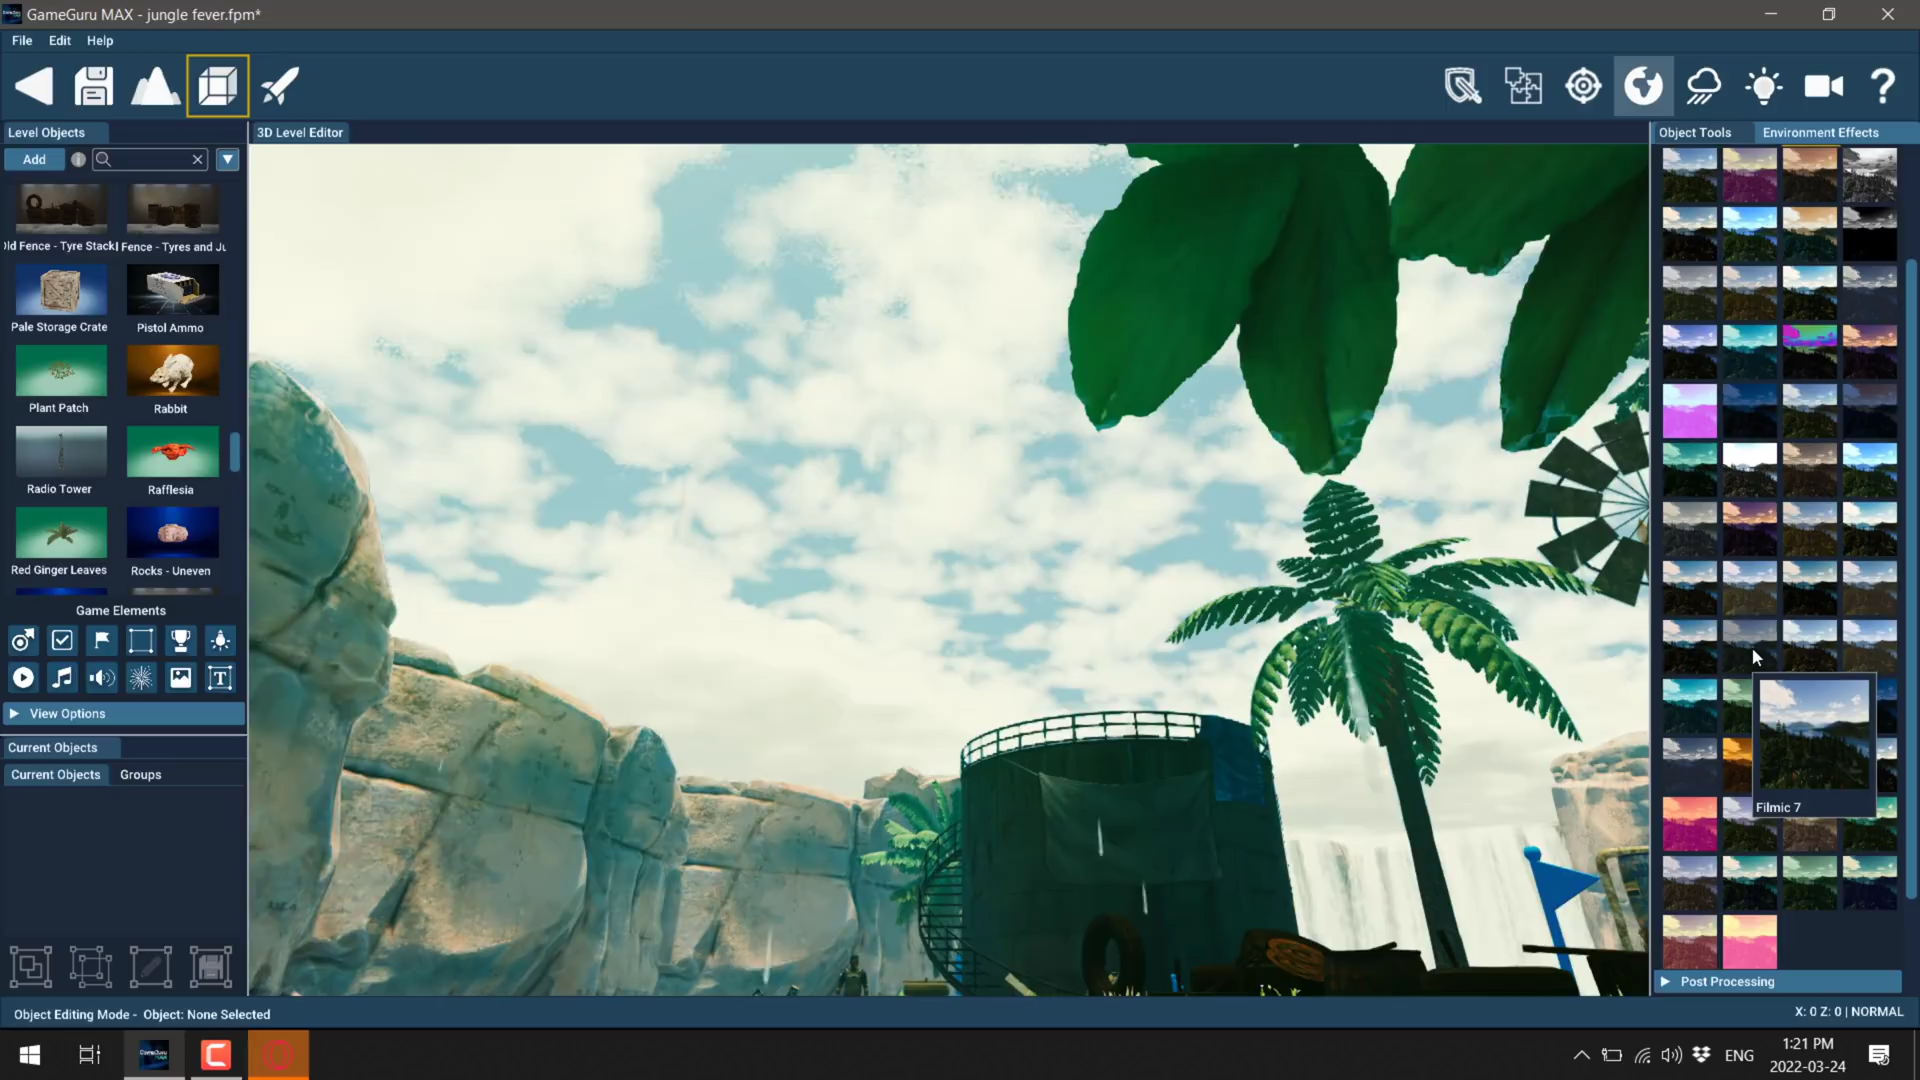 GameGuru MAX - jungle fever.fpm*
File Edit Help
Level Objects
3D Level Editor
Object Tools Environment Effects
Add
ld Fence - Tyre Stack Fence - Tyres and Ju
Pale Storage Crate Pistol Ammo
Plant Patch Rabbit
Radio Tower Rafflesia
Red Ginger Leaves Rocks - Uneven
Game Elements
View Options
Current Objects
Current Objects Groups
Filmic 7
Post Processing
Object Editing Mode - Object: None Selected
X: 0 Z: 0 | NORMAL
ENG
1:21 PM
2022-03-24